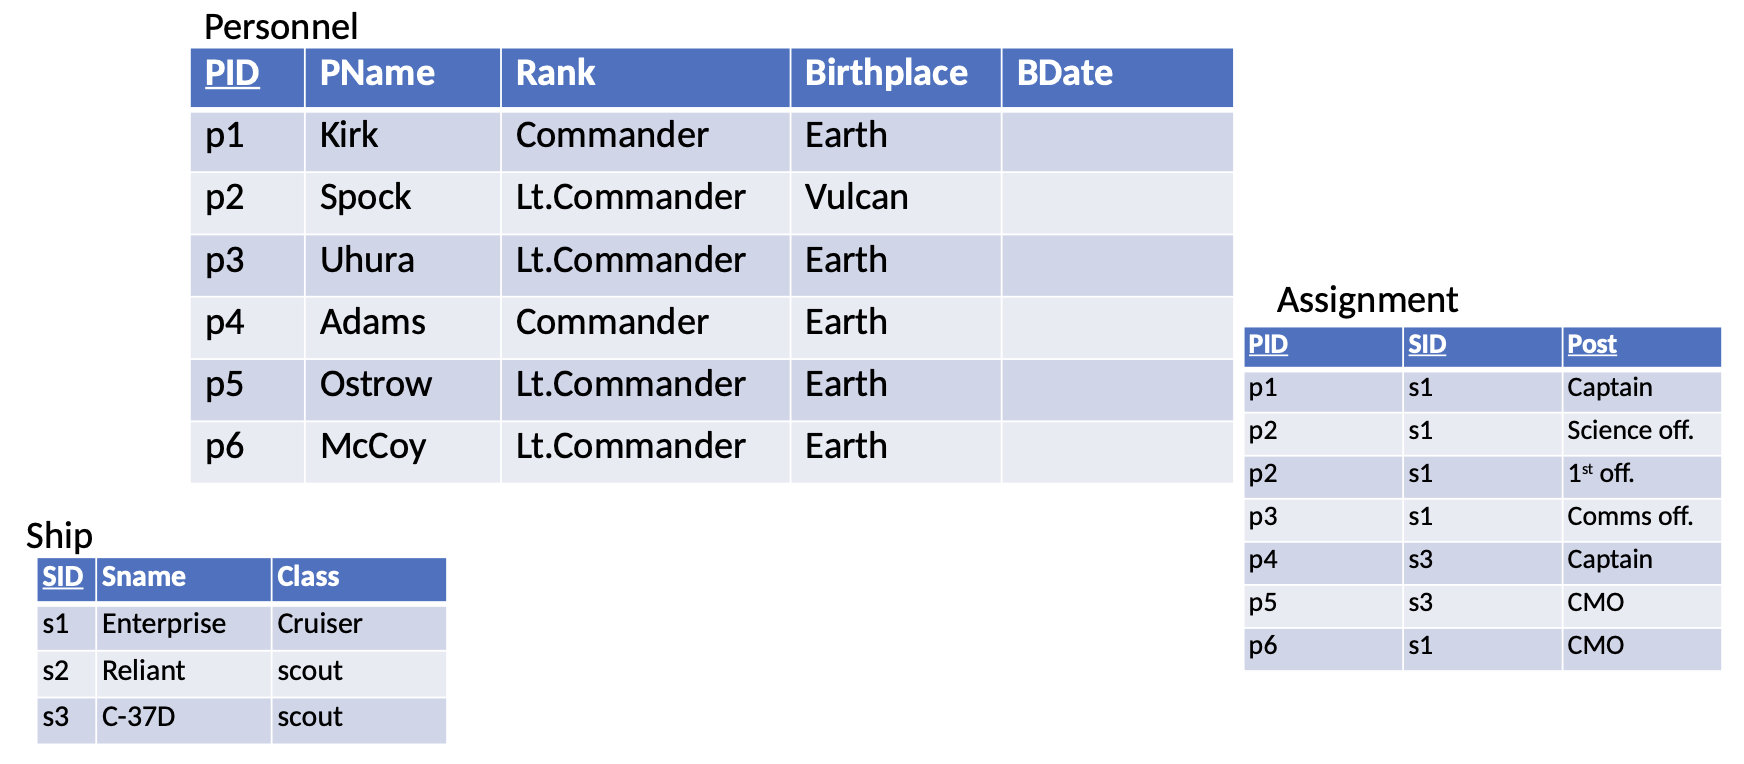 Personnel
PID PName Rank Birthplace BDate
p1 Kirk Commander Earth
p2 Spock Lt.Commander Vulcan
p3 Uhura Lt.Commander Earth
p4 Adams Commander Earth
p5 Ostrow Lt.Commander Earth
p6 McCoy Lt.Commander Earth
Assignment
PID SID Post
p1 s1 Captain
p2 s1 Science off.
p2 s1 1st off.
p3 s1 Comms off.
p4 s3 Captain
p5 s3 CMO
p6 s1 CMO
Ship
SID Sname Class
s1 Enterprise Cruiser
s2 Reliant scout
s3 C-37D scout